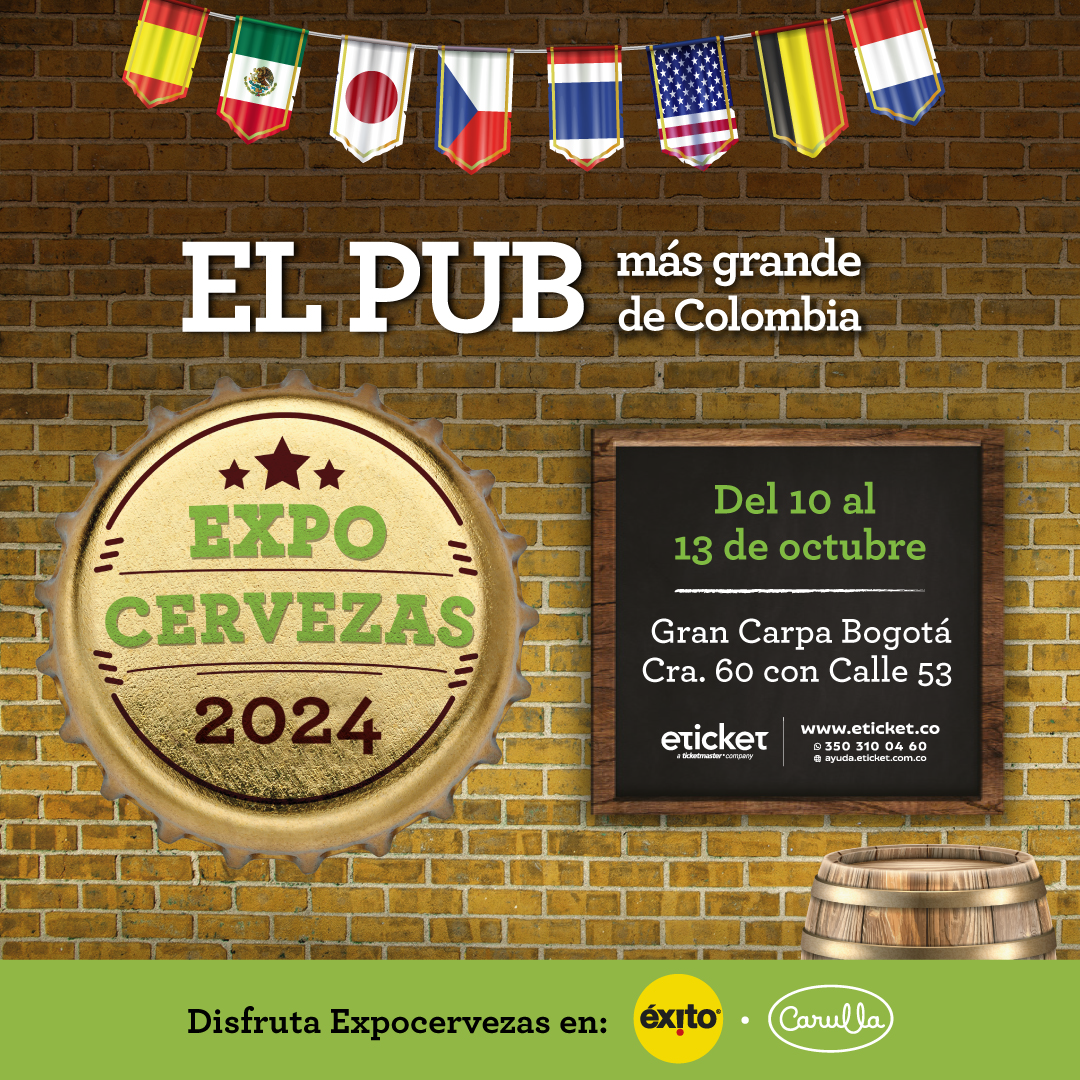 EL PUB
más grande
de Colombia
EXPO
CERVEZAS
2024
Del 10 al
13 de octubre
Gran Carpa Bogotá
Cra. 60 con Calle 53
eticket
a ticketmaster company
www.eticket.co
350 310 04 60
ayuda.eticket.com.co
Disfruta Expocervezas en:
éxito
Carulla